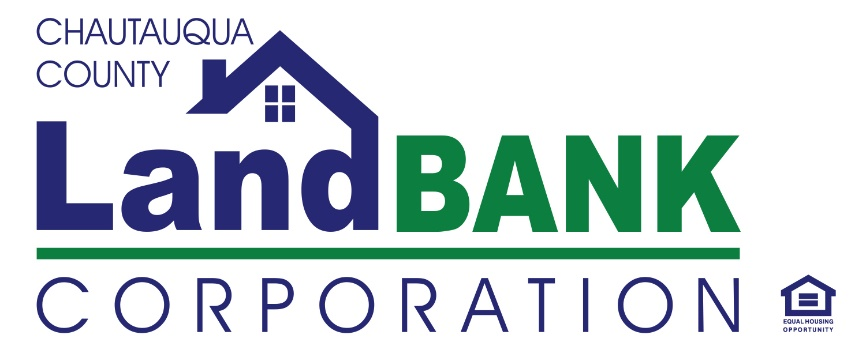 CHAUTAUQUA
COUNTY
LandBANK
CORPORATION
EQUAL HOUSING
OPPORTUNITY